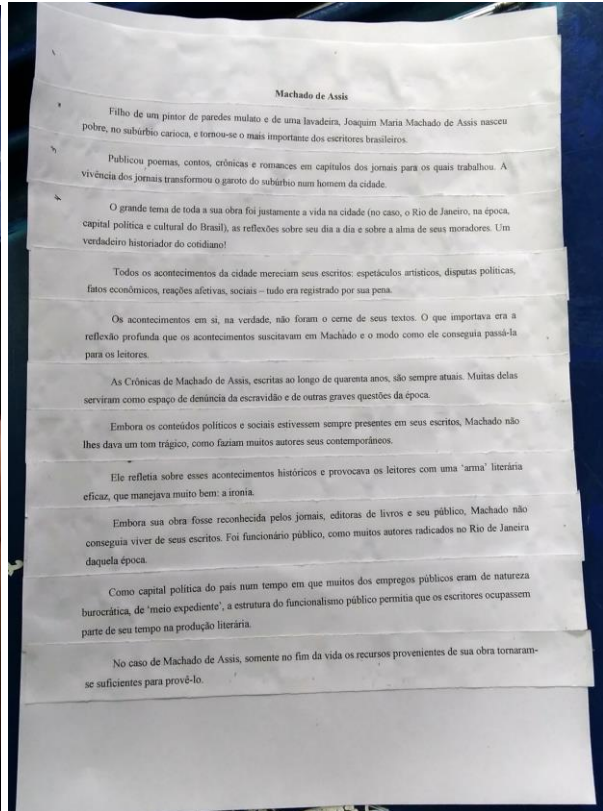 Machado de Assis
Filho de um pintor de paredes mulato e de uma lavadeira, Joaquim Maria Machado de Assis nasceu
pobre, no subúrbio carioca, e tornou-se o mais importante dos escritores brasileiros.
Publicou poemas, contos, crônicas e romances em capítulos dos jornais para os quais trabalhou. A
vivência dos jornais transformou o garoto do subúrbio num homem da cidade.
O grande tema de toda a sua obra foi justamente a vida na cidade (no caso, o Rio de Janeiro, na época,
capital política e cultural do Brasil), as reflexões sobre seu dia a dia e sobre a alma de seus moradores. Um
verdadeiro historiador do cotidiano!
Todos os acontecimentos da cidade mereciam seus escritos: espetáculos artísticos, disputas políticas,
fatos econômicos, reações afetivas, sociais – tudo era registrado por sua pena.
Os acontecimentos em si, na verdade, não foram o cerne de seus textos. O que importava era a
reflexão profunda que os acontecimentos suscitavam em Machado e o modo como ele conseguia passá-la
para os leitores.
As Crônicas de Machado de Assis, escritas ao longo de quarenta anos, são sempre atuais. Muitas delas
serviram como espaço de denúncia da escravidão e de outras graves questões da época.
Embora os conteúdos políticos e sociais estivessem sempre presentes em seus escritos, Machado não
lhes dava um tom trágico, como faziam muitos autores seus contemporâneos.
Ele refletia sobre esses acontecimentos históricos e provocava os leitores com uma 'arma' literária
eficaz, que manejava muito bem: a ironia.
Embora sua obra fosse reconhecida pelos jornais, editoras de livros e seu público, Machado não
conseguia viver de seus escritos. Foi funcionário público, como muitos autores radicados no Rio de Janeira
daquela época.
Como capital política do país num tempo em que muitos dos empregos públicos eram de natureza
burocrática, de 'meio expediente', a estrutura do funcionalismo público permitia que os escritores ocupassem
parte de seu tempo na produção literária.
No caso de Machado de Assis, somente no fim da vida os recursos provenientes de sua obra tornaram-
se suficientes para provê-lo.